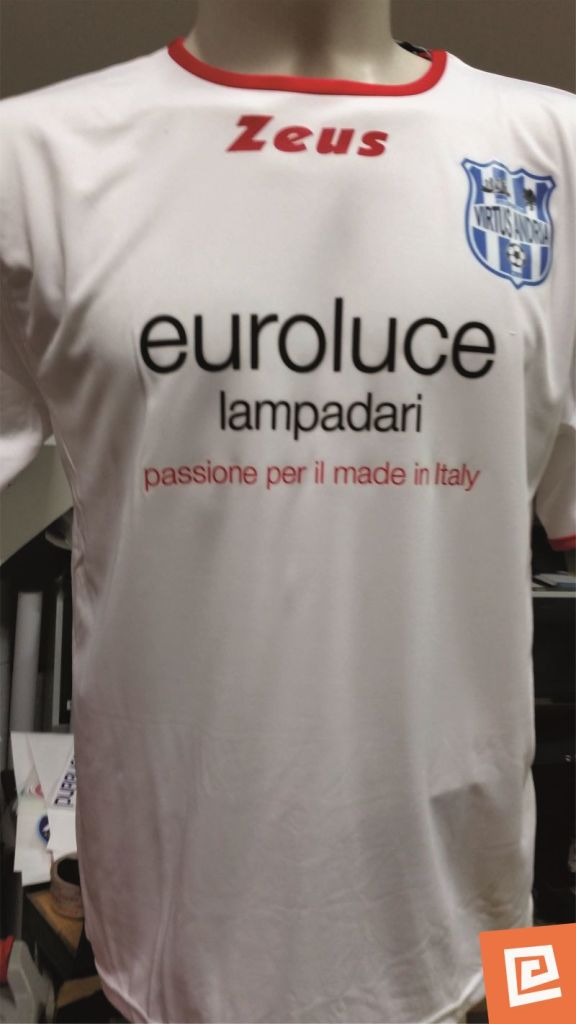 Zeus
VIRTUS ANDRIA
euroluce
lampadari
passione per il made in Italy